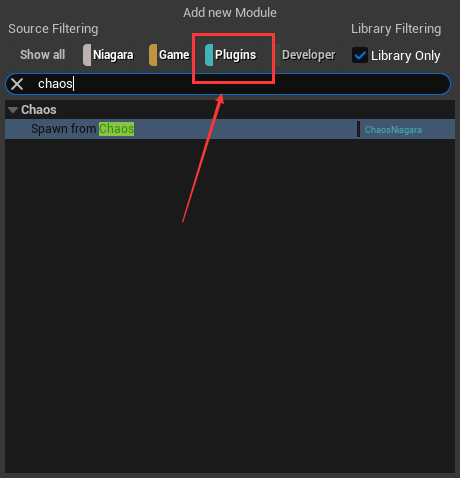 Add new Module
Source Filtering Library Filtering
Show all Niagara Game Plugins Developer Library Only
chaos
Chaos
Spawn from Chaos ChaosNiagara